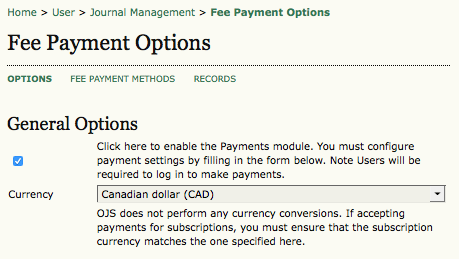 Home > User > Journal Management > Fee Payment Options
Fee Payment Options
OPTIONS FEE PAYMENT METHODS RECORDS
General Options
Click here to enable the Payments module. You must configure
payment settings by filling in the form below. Note Users will be
required to log in to make payments.
Currency Canadian dollar (CAD)
OJS does not perform any currency conversions. If accepting
payments for subscriptions, you must ensure that the subscription
currency matches the one specified here.